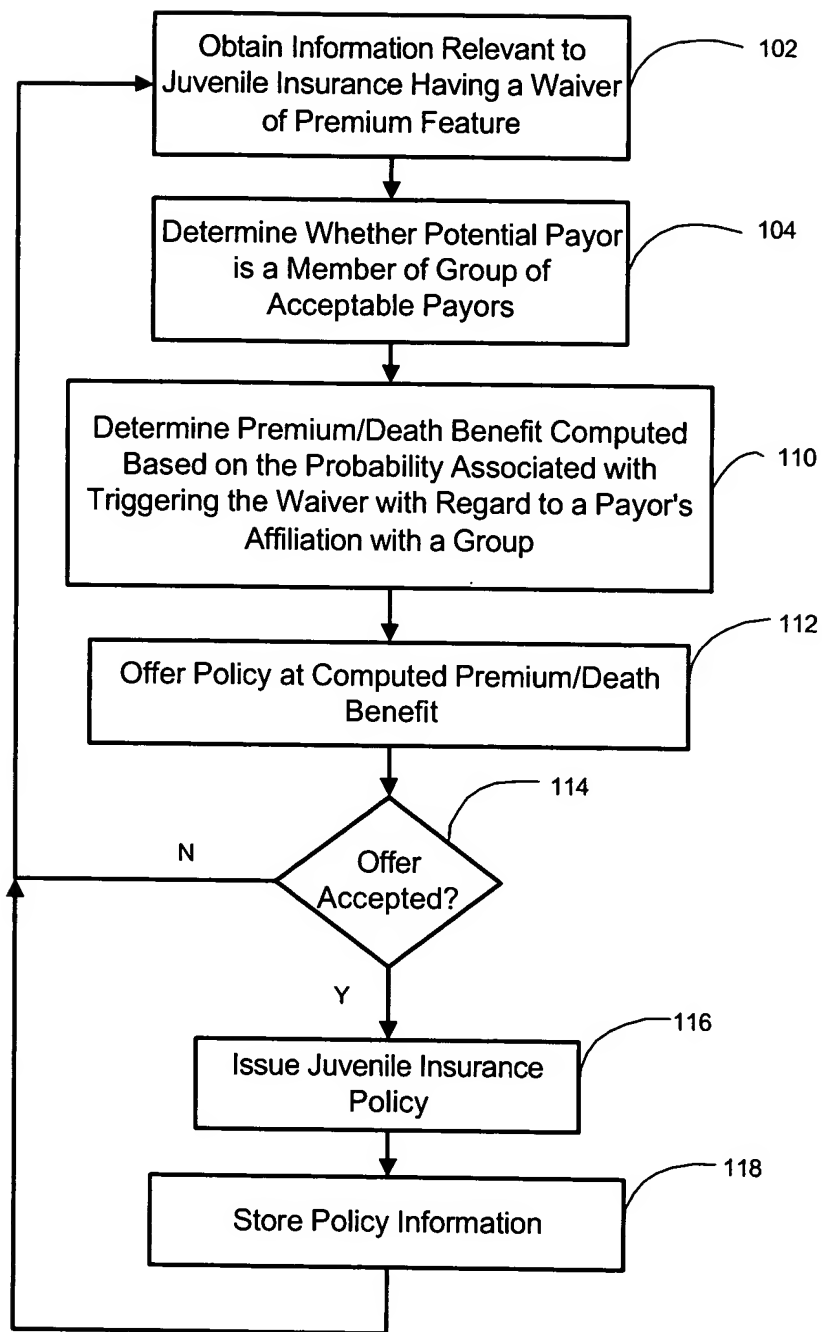 Obtain Information Relevant to
Juvenile Insurance Having a Waiver
of Premium Feature
102
Determine Whether Potential Payor
is a Member of Group of
Acceptable Payors
104
Determine Premium/Death Benefit Computed
Based on the Probability Associated with
Triggering the Waiver with Regard to a Payor's
Affiliation with a Group
110
Offer Policy at Computed Premium/Death
Benefit
112
114
Offer
Accepted?
N
Y
Issue Juvenile Insurance
Policy
116
Store Policy Information
118